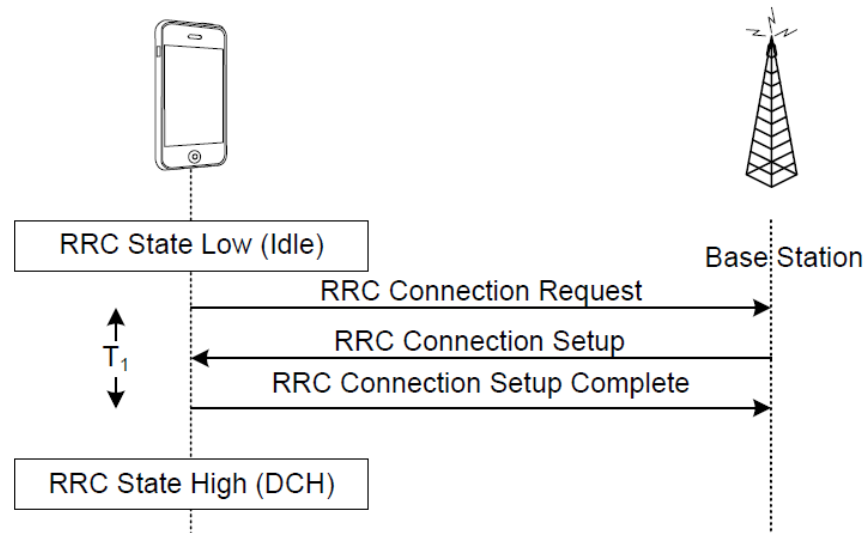 RRC State Low (Idle)
Base Station
RRC Connection Request
RRC Connection Setup
T₁
RRC Connection Setup Complete
RRC State High (DCH)